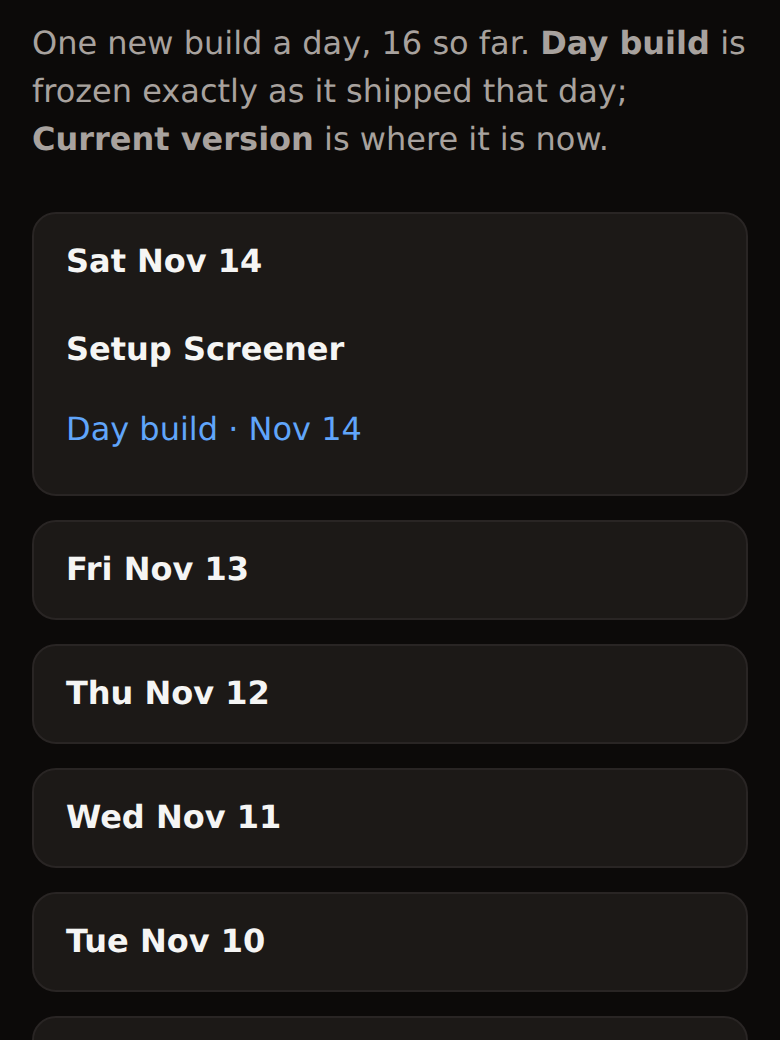 One new build a day, 16 so far. Day build is
frozen exactly as it shipped that day;
Current version is where it is now.
Sat Nov 14
Setup Screener
Day build · Nov 14
Fri Nov 13
Thu Nov 12
Wed Nov 11
Tue Nov 10